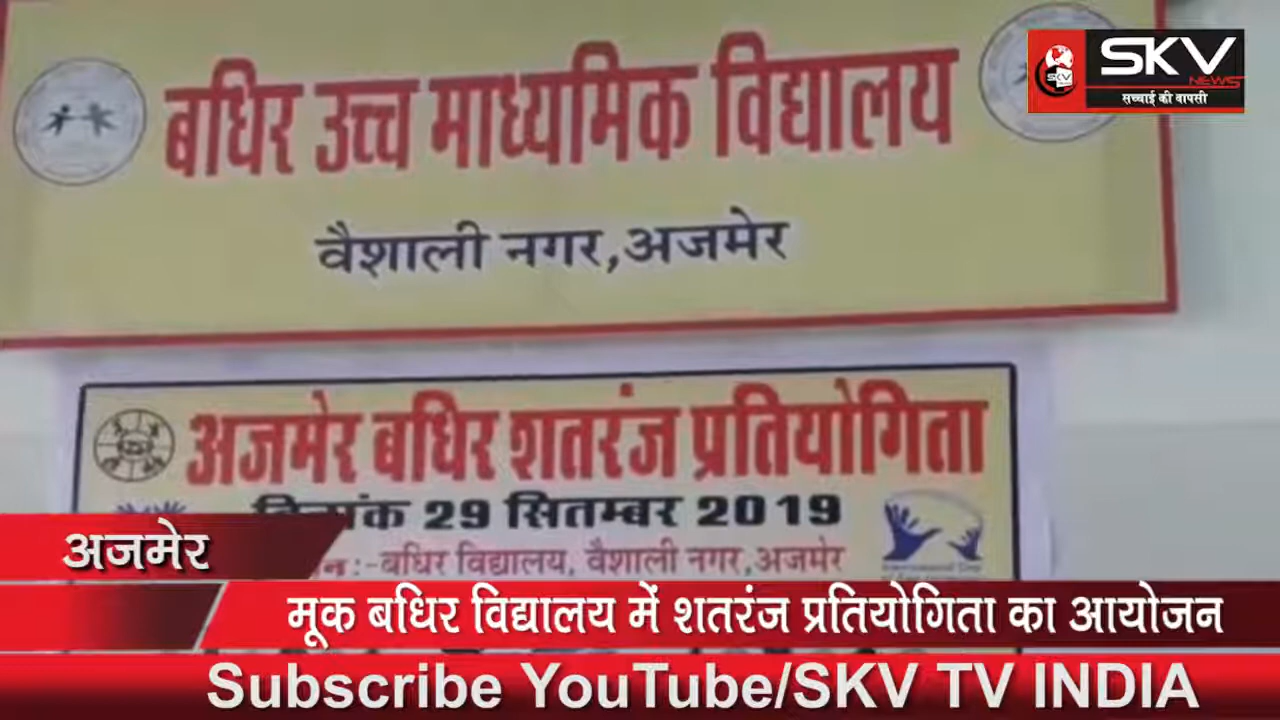 बधिर उच्च माध्यमिक विद्यालय
वैशाली नगर,अजमेर
SKV
NEWS
SKV
सच्चाई की वापसी
अजमेर बधिर शतरंज प्रतियोगिता
दिनांक 29 सितम्बर 2019
:-बधिर विद्यालय, वैशाली नगर,अजमेर
अजमेर
मूक बधिर विद्यालय में शतरंज प्रतियोगिता का आयोजन
Subscribe YouTube/SKV TV INDIA